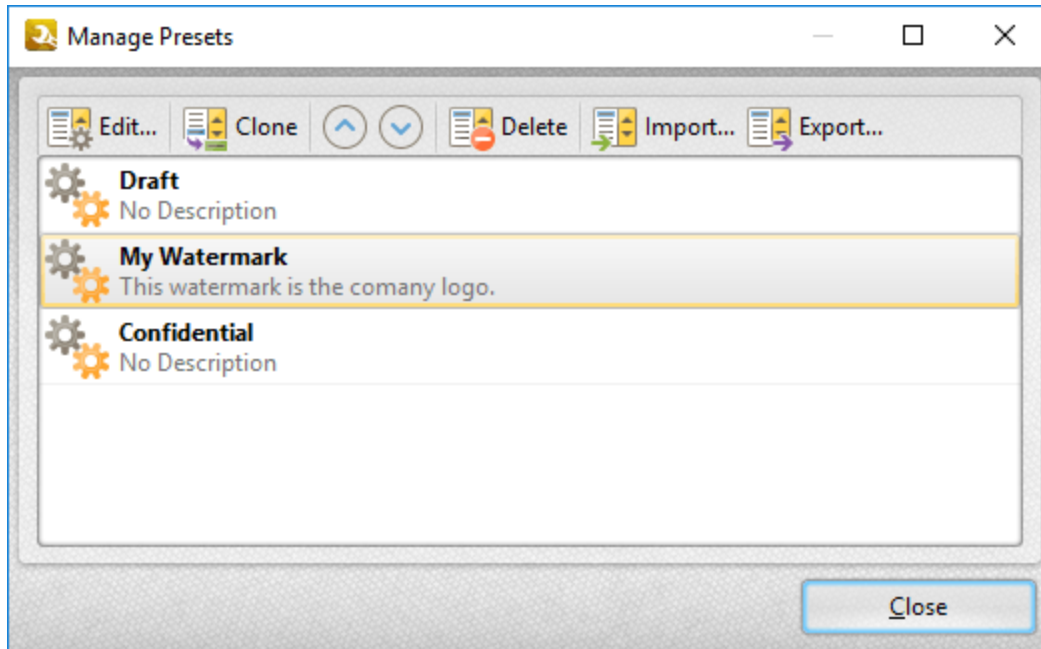 Manage Presets
Edit... Clone Delete Import... Export...
Draft
No Description
My Watermark
This watermark is the comany logo.
Confidential
No Description
Close